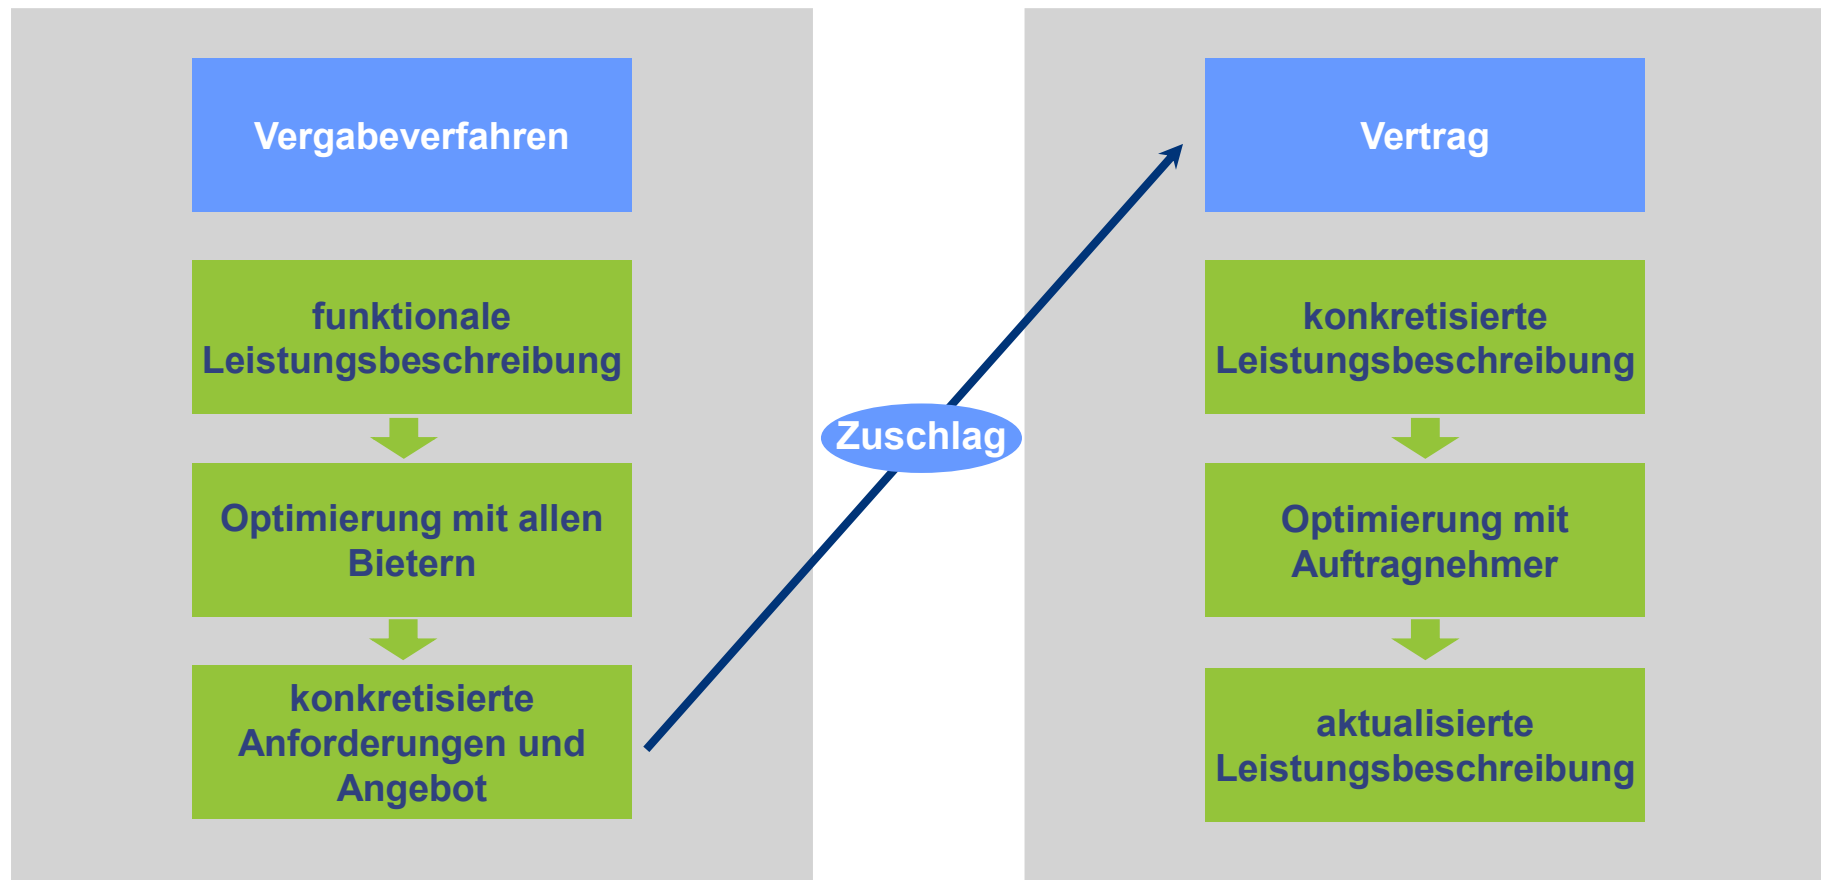 Vergabeverfahren
funktionale
Leistungsbeschreibung
Optimierung mit allen
Bietern
konkretisierte
Anforderungen und
Angebot
Zuschlag
Vertrag
konkretisierte
Leistungsbeschreibung
Optimierung mit
Auftragnehmer
aktualisierte
Leistungsbeschreibung